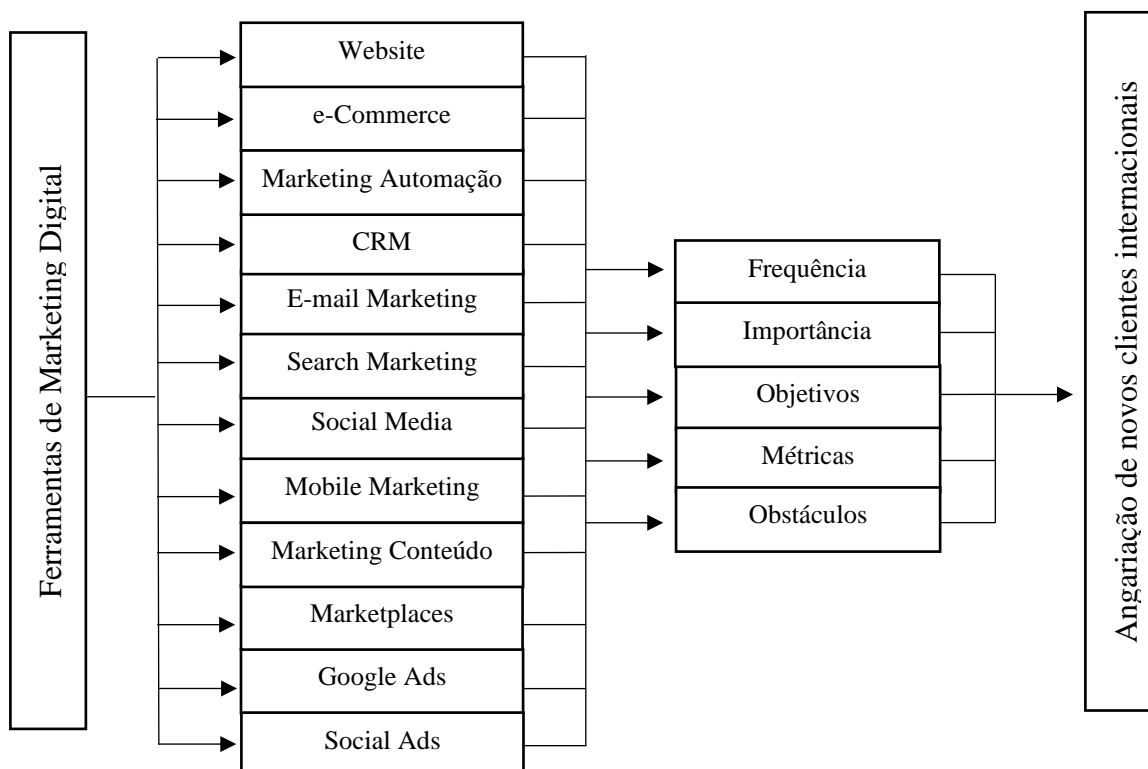 Ferramentas de Marketing Digital
Website
e-Commerce
Marketing Automação
CRM
E-mail Marketing
Search Marketing
Social Media
Mobile Marketing
Marketing Conteúdo
Marketplaces
Google Ads
Social Ads
Frequência
Importância
Objetivos
Métricas
Obstáculos
Angariação de novos clientes internacionais